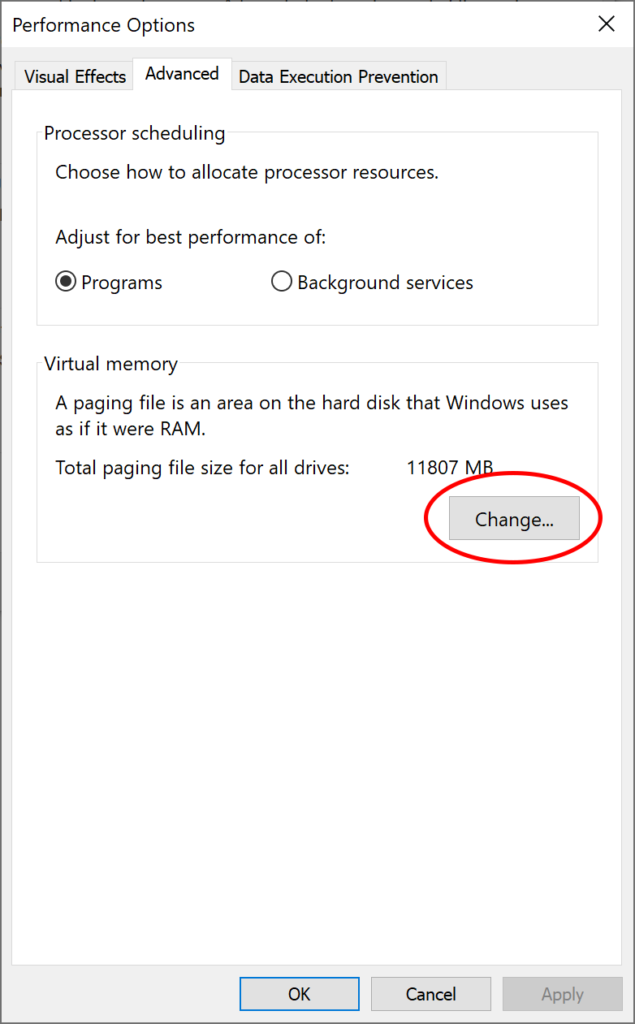 Performance Options
Visual Effects
Advanced
Data Execution Prevention
Processor scheduling
Choose how to allocate processor resources.
Adjust for best performance of:
Programs
Background services
Virtual memory
A paging file is an area on the hard disk that Windows uses
as if it were RAM.
Total paging file size for all drives: 11807 MB
Change...
OK
Cancel
Apply